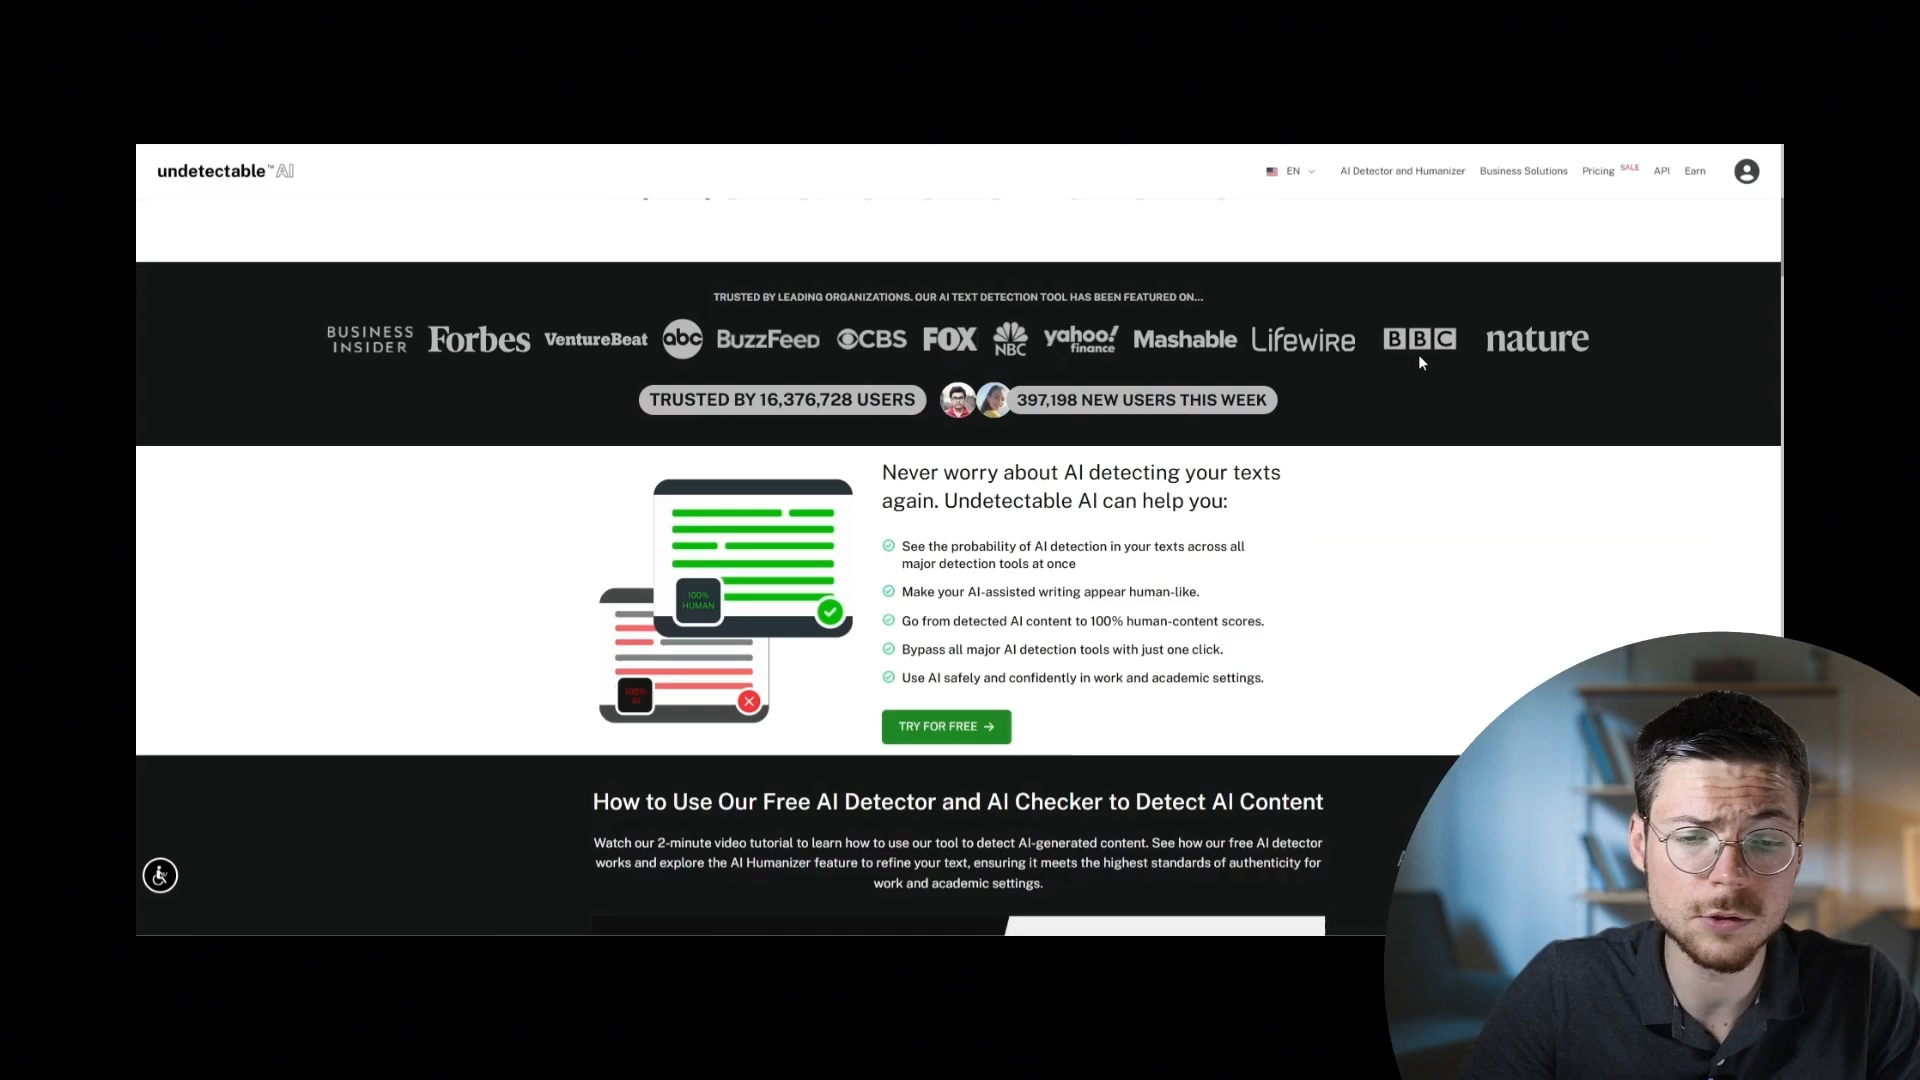 undetectable™AI
EN
AI Detector and Humanizer
Business Solutions
Pricing SALE
API
Earn
TRUSTED BY LEADING ORGANIZATIONS. OUR AI TEXT DETECTION TOOL HAS BEEN FEATURED ON...
BUSINESS
INSIDER
Forbes
VentureBeat
abc
BuzzFeed
CBS
FOX
NBC
yahoo!
finance
Mashable
Lifewire
BBC
nature
TRUSTED BY 16,376,728 USERS
397,198 NEW USERS THIS WEEK
Never worry about AI detecting your texts
again. Undetectable AI can help you:
See the probability of AI detection in your texts across all
major detection tools at once
Make your AI-assisted writing appear human-like.
Go from detected AI content to 100% human-content scores.
Bypass all major AI detection tools with just one click.
Use AI safely and confidently in work and academic settings.
TRY FOR FREE →
100%
HUMAN
100%
AI
How to Use Our Free AI Detector and AI Checker to Detect AI Content
Watch our 2-minute video tutorial to learn how to use our tool to detect AI-generated content. See how our free AI detector
works and explore the AI Humanizer feature to refine your text, ensuring it meets the highest standards of authenticity for
work and academic settings.